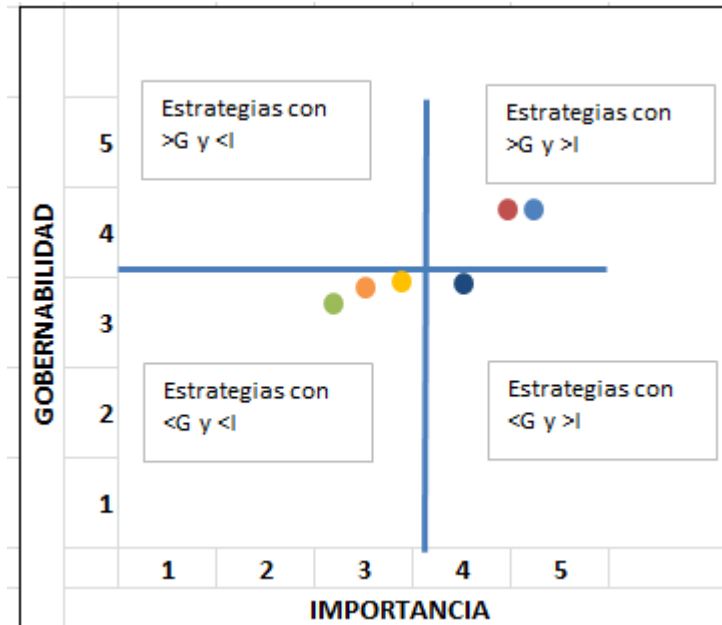 Estrategias con
>G y <I
Estrategias con
>G y >I
5
4
3
2
1
GOBERNABILIDAD
Estrategias con
<G y <I
Estrategias con
<G y >I
1 2 3 4 5
IMPORTANCIA